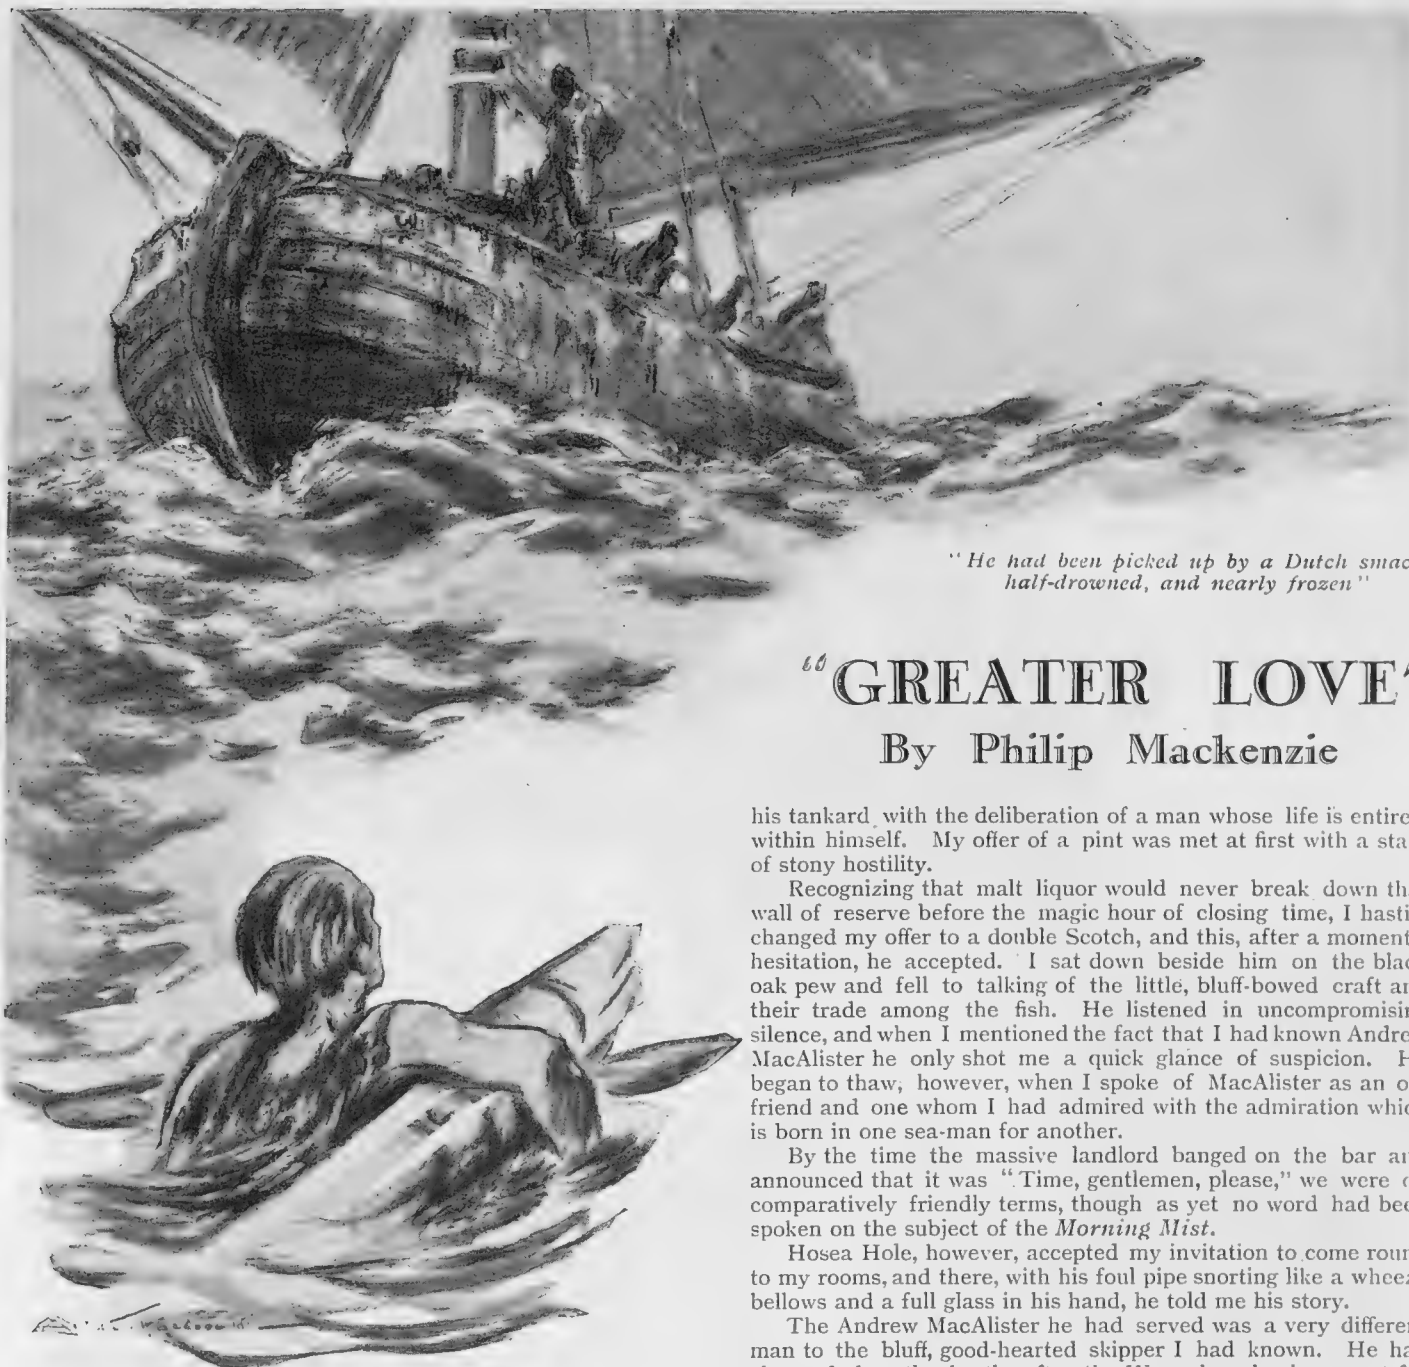 "He had been picked up by a Dutch smac
half-drowned, and nearly frozen"
"GREATER LOVE"
By Philip Mackenzie
his tankard with the deliberation of a man whose life is entire
within himself. My offer of a pint was met at first with a sta
of stony hostility.
Recognizing that malt liquor would never break down th
wall of reserve before the magic hour of closing time, I hasti
changed my offer to a double Scotch, and this, after a moment
hesitation, he accepted. I sat down beside him on the blac
oak pew and fell to talking of the little, bluff-bowed craft an
their trade among the fish. He listened in uncompromisin
silence, and when I mentioned the fact that I had known Andre
MacAlister he only shot me a quick glance of suspicion. H
began to thaw, however, when I spoke of MacAlister as an o
friend and one whom I had admired with the admiration whic
is born in one sea-man for another.
By the time the massive landlord banged on the bar an
announced that it was "Time, gentlemen, please," we were o
comparatively friendly terms, though as yet no word had bee
spoken on the subject of the Morning Mist.
Hosea Hole, however, accepted my invitation to come roun
to my rooms, and there, with his foul pipe snorting like a wheez
bellows and a full glass in his hand, he told me his story.
The Andrew MacAlister he had served was a very differen
man to the bluff, good-hearted skipper I had known. He ha